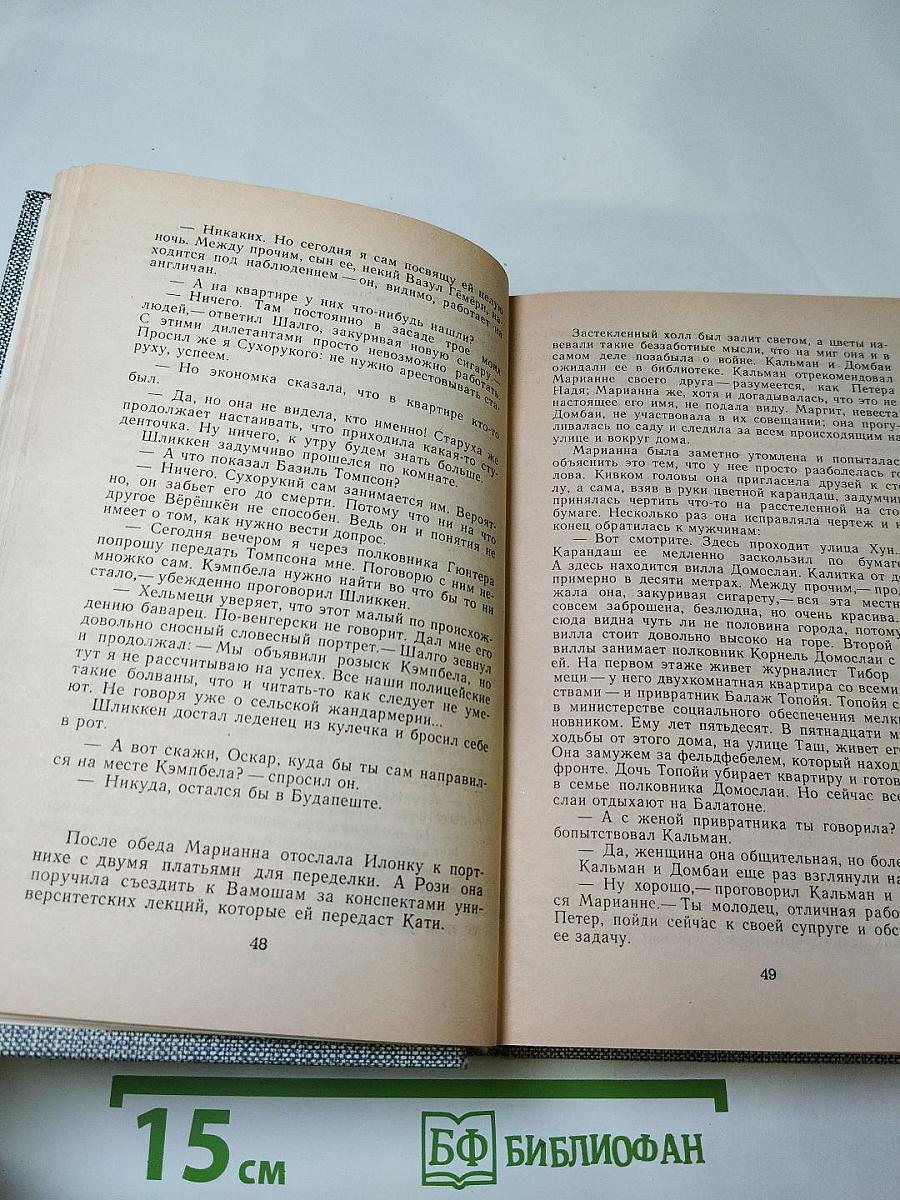 — Никаких. Но сегодня я сам посвящу ей целую
ночь. Между прочим, сын ее, некий Вазул Гёмёри, на-
ходится под наблюдением — он, видимо, работает на
англичан.
— А на квартире у них что-нибудь нашли?
— Ничего. Там постоянно в засаде трое моих
людей,— ответил Шалго, закуривая новую сигару.—
С этими дилетантами просто невозможно работать.
Просил же я Сухорукого: не нужно арестовывать ста-
руху, успеем.
— Но экономка сказала, что в квартире кто-то
был.
— Да, но она не видела, кто именно! Старуха же
продолжает настаивать, что приходила какая-то сту-
денточка. Ну ничего, к утру будем знать больше.
Шликкен задумчиво прошелся по комнате.
— А что показал Базиль Томпсон?
— Ничего. Сухорукий сам занимается им. Вероят-
но, он забьет его до смерти. Потому что ни на что
другое Вёрёшкёи не способен. Ведь он и понятия не
имеет о том, как нужно вести допрос.
— Сегодня вечером я через полковника Гюнтера
попрошу передать Томпсона мне. Поговорю с ним не-
множко сам. Кэмпбела нужно найти во что бы то ни
стало,— убежденно проговорил Шликкен.
— Хельмеци уверяет, что этот малый по происхож-
дению баварец. По-венгерски не говорит. Дал мне его
довольно сносный словесный портрет.— Шалго зевнул
и продолжал: — Мы объявили розыск Кэмпбела, но
тут я не рассчитываю на успех. Все наши полицейские
такие болваны, что и читать-то как следует не уме-
ют. Не говоря уже о сельской жандармерии...
Шликкен достал леденец из кулечка и бросил себе
в рот.
— А вот скажи, Оскар, куда бы ты сам направил-
ся на месте Кэмпбела? — спросил он.
— Никуда, остался бы в Будапеште.
После обеда Марианна отослала Илонку к порт-
нихе с двумя платьями для переделки. А Рози она
поручила съездить к Вамошам за конспектами уни-
верситетских лекций, которые ей передаст Кати.
48
Застекленный холл был залит светом, а цветы на-
вевали такие беззаботные мысли, что на миг она и в
самом деле позабыла о войне. Кальман и Домбаи
ожидали ее в библиотеке. Кальман отрекомендовал
Марианне своего друга — разумеется, как Петера
Надя; Марианна же, хотя и догадывалась, что это не
настоящее его имя, не подала виду. Маргит, невеста
Домбаи, не участвовала в их совещании; она прогу-
ливалась по саду и следила за всем происходящим на
улице и вокруг дома.
Марианна была заметно утомлена и попыталас
объяснить это тем, что у нее просто разболелась го
лова. Кивком головы она пригласила друзей к сто
лу, а сама, взяв в руки цветной карандаш, задумчи
принялась чертить что-то на расстеленной на сто
бумаге. Несколько раз она исправляла чертеж и н
конец обратилась к мужчинам:
— Вот смотрите. Здесь проходит улица Хун..
Карандаш ее медленно заскользил по бумаге
А здесь находится вилла Домослаи. Калитка от до
примерно в десяти метрах. Между прочим,— прод
жала она, закуривая сигарету,— вся эта местн
совсем заброшена, безлюдна, но очень красива.
сюда видна чуть ли не половина города, потому
вилла стоит довольно высоко на горе. Второй
виллы занимает полковник Корнель Домослаи с
ей. На первом этаже живет журналист Тибор
меци — у него двухкомнатная квартира со всеми
ствами — и привратник Балаж Топойя. Топойя с
в министерстве социального обеспечения мелки
новником. Ему лет пятьдесят. В пятнадцати м
ходьбы от этого дома, на улице Таш, живет ег
Она замужем за фельдфебелем, который наход
фронте. Дочь Топойи убирает квартиру и готов
в семье полковника Домослаи. Но сейчас все
слаи отдыхают на Балатоне.
— А с женой привратника ты говорила?
бопытствовал Кальман.
— Да, женщина она общительная, но боле
Кальман и Домбаи еще раз взглянули на
— Ну хорошо,— проговорил Кальман и
ся Марианне.— Ты молодец, отличная рабо
Петер, пойди сейчас к своей супруге и обс
ее задачу.
49
15 см
БФ БИБЛИОФАН